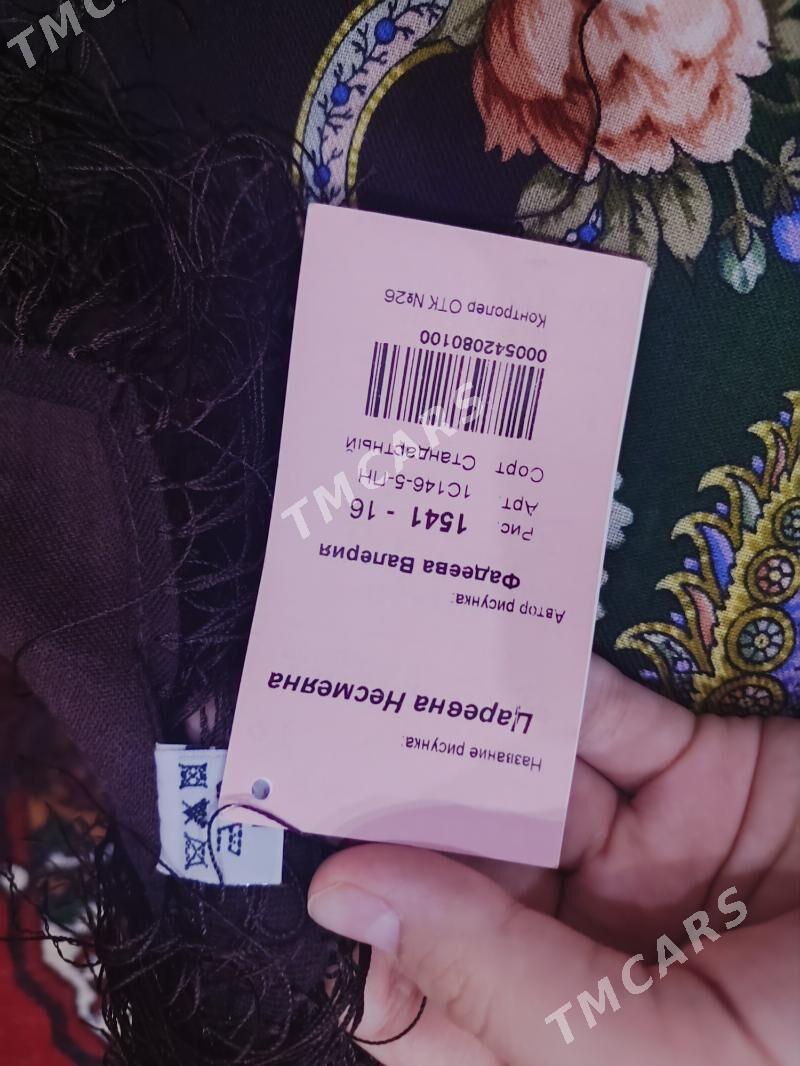 Название рисунка:
Царевна Несмеяна
Автор рисунка:
Фадеева Валерия
Рис. 1541 - 16
Арт. 1С146-5-ПН
Сорт Стандартный
000542080100
Контролер ОТК №26
TMCARS
TMCARS
TMCARS